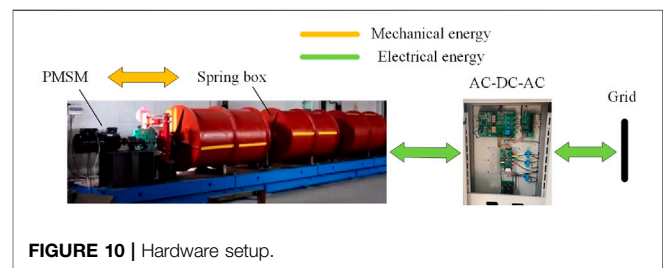 Mechanical energy
Electrical energy
PMSM
Spring box
AC-DC-AC
Grid
FIGURE 10 | Hardware setup.